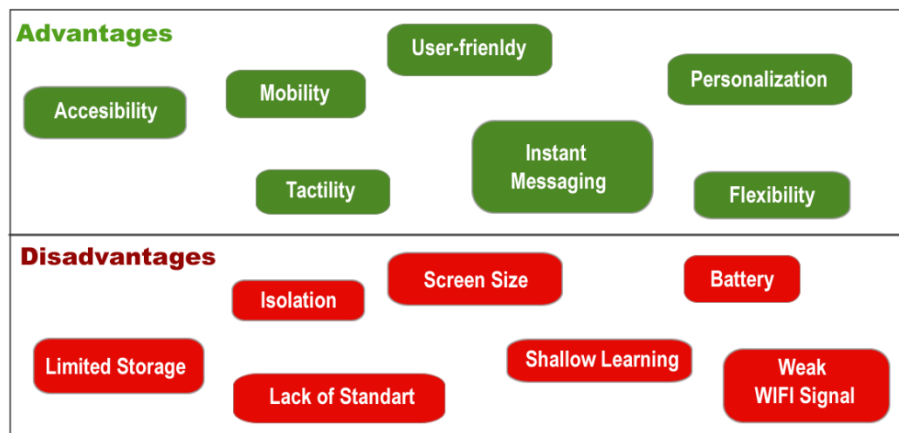 Advantages
User-frienldy
Personalization
Mobility
Accesibility
Instant
Messaging
Tactility
Flexibility
Disadvantages
Screen Size
Battery
Isolation
Limited Storage
Shallow Learning
Weak
WIFI Signal
Lack of Standart